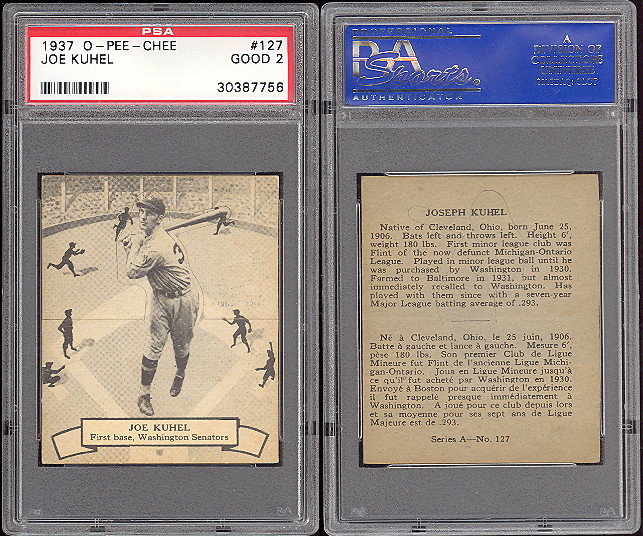 PSA
1937 O-PEE-CHEE #127
JOE KUHEL GOOD 2
30387756
3
JOE KUHEL
First base, Washington Senators
PROFESSIONAL
PSA
Sports
AUTHENTICATOR
A
DIVISION OF
COLLECTORS
UNIVERSE
NASDAQ: CLCT
JOSEPH KUHEL
Native of Cleveland, Ohio, born June 25,
1906. Bats left and throws left. Height 6',
weight 180 lbs. First minor league club was
Flint of the now defunct Michigan-Ontario
League. Played in minor league ball until he
was purchased by Washington in 1930.
Farmed to Baltimore in 1931, but almost
immediately recalled to Washington. Has
played with them since with a seven-year
Major League batting average of .293.
Né à Cleveland, Ohio, le 25 juin, 1906.
Batte à gauche et lance à gauche. Mesure 6',
pèse 180 lbs. Son premier Club de Ligue
Mineure fut Flint de l'ancienne Ligue Michi-
gan-Ontario. Joua en Ligue Mineure jusqu'à
ce qu'il fut acheté par Washington en 1930.
Envoyé à Boston pour acquérir de l'expérience
il fut rappelé presque immédiatement à
Washington. A joué pour ce club depuis lors
et sa moyenne pour ses sept ans de Ligue
Majeure est de .293.
Series A—No. 127